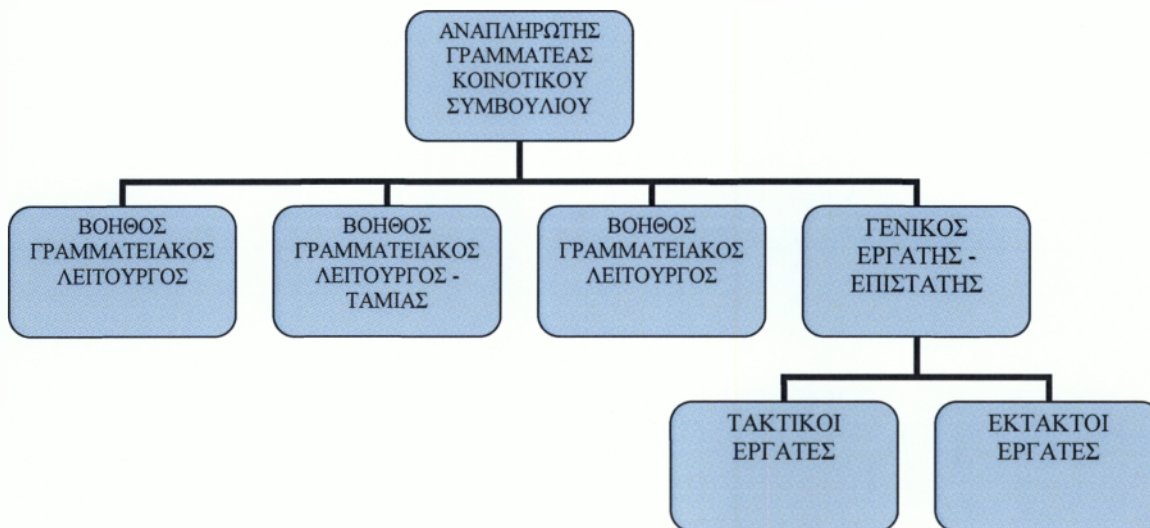 ΑΝΑΠΛΗΡΩΤΗΣ
ΓΡΑΜΜΑΤΕΑΣ
ΚΟΙΝΟΤΙΚΟΥ
ΣΥΜΒΟΥΛΙΟΥ
ΒΟΗΘΟΣ
ΓΡΑΜΜΑΤΕΙΑΚΟΣ
ΛΕΙΤΟΥΡΓΟΣ
ΒΟΗΘΟΣ
ΓΡΑΜΜΑΤΕΙΑΚΟΣ
ΛΕΙΤΟΥΡΓΟΣ -
ΤΑΜΙΑΣ
ΒΟΗΘΟΣ
ΓΡΑΜΜΑΤΕΙΑΚΟΣ
ΛΕΙΤΟΥΡΓΟΣ
ΓΕΝΙΚΟΣ
ΕΡΓΑΤΗΣ -
ΕΠΙΣΤΑΤΗΣ
ΤΑΚΤΙΚΟΙ
ΕΡΓΑΤΕΣ
ΕΚΤΑΚΤΟΙ
ΕΡΓΑΤΕΣ